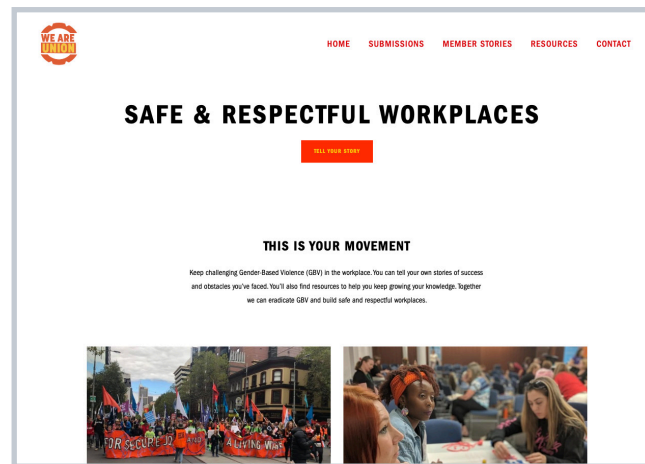 WE ARE
UNION
HOME SUBMISSIONS MEMBER STORIES RESOURCES CONTACT
SAFE & RESPECTFUL WORKPLACES
TELL YOUR STORY
THIS IS YOUR MOVEMENT
Keep challenging Gender-Based Violence (GBV) in the workplace. You can tell your own stories of success
and obstacles you've faced. You'll also find resources to help you keep growing your knowledge. Together
we can eradicate GBV and build safe and respectful workplaces.
FOR SECURE JO
A LIVING WA